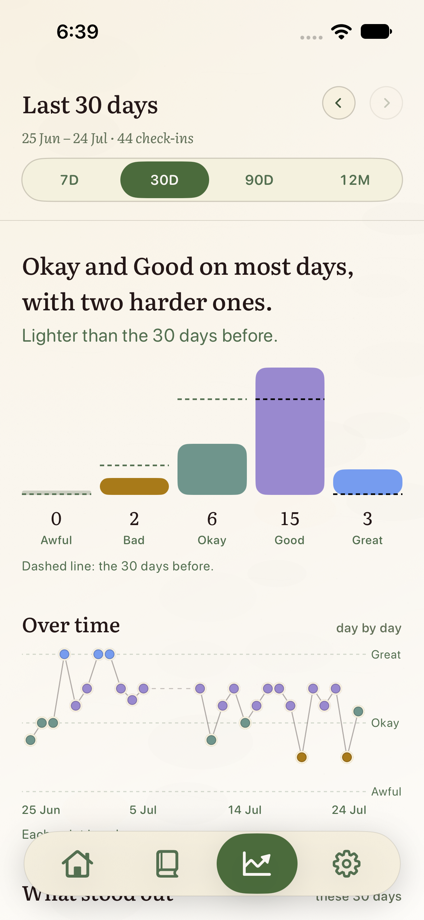 6:39
Last 30 days
25 Jun – 24 Jul · 44 check-ins
7D 30D 90D 12M
Okay and Good on most days,
with two harder ones.
Lighter than the 30 days before.
0 2 6 15 3
Awful Bad Okay Good Great
Dashed line: the 30 days before.
Over time day by day
Great
Okay
Awful
25 Jun 5 Jul 14 Jul 24 Jul
What stood out these 30 days